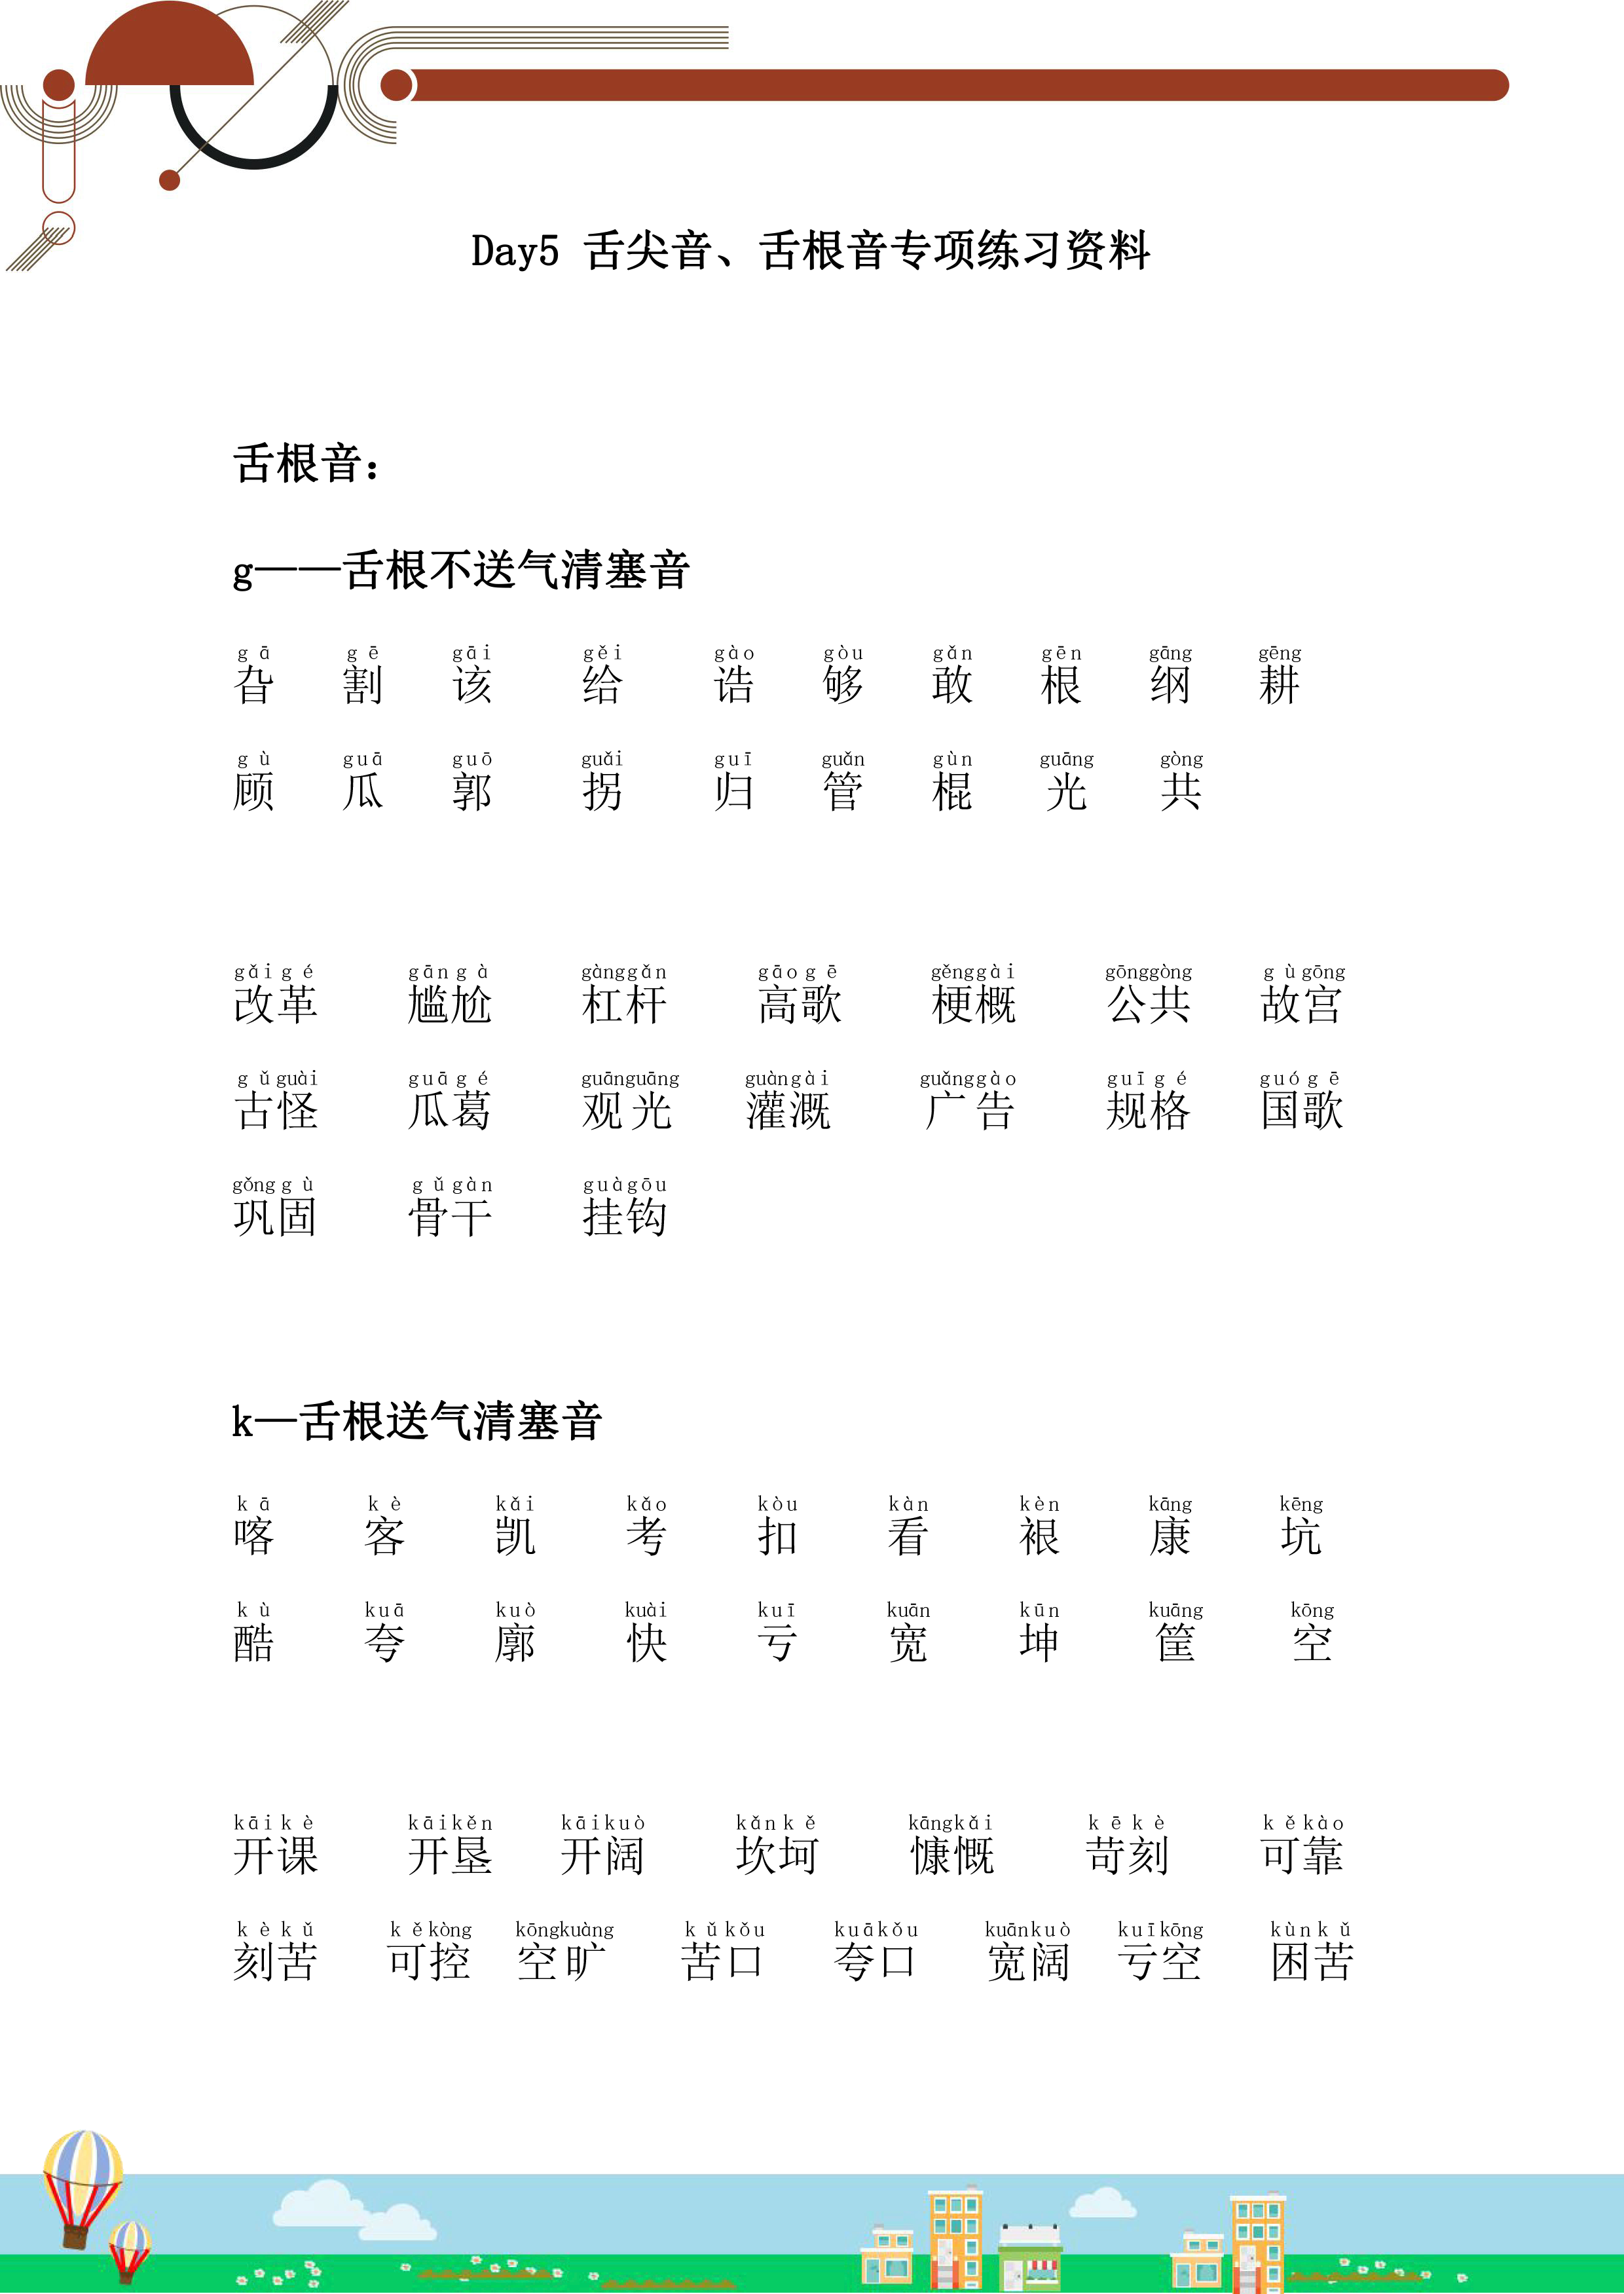 Day5 舌尖音、舌根音专项练习资料
舌根音：
g——舌根不送气清塞音
gā gē gāi gěi gào gòu gǎn gēn gāng gēng
旮 割 该 给 诰 够 敢 根 纲 耕
gù guā guō guǎi guī guǎn gùn guāng gòng
顾 瓜 郭 拐 归 管 棍 光 共
gǎigé gāngà gànggǎn gāogē gěnggài gōnggòng gùgōng
改革 尴尬 杠杆 高歌 梗概 公共 故宫
gǔguài guāgé guānguāng guàngài guǎnggào guīgé guógē
古怪 瓜葛 观光 灌溉 广告 规格 国歌
gǒnggù gǔgàn guàgōu
巩固 骨干 挂钩
k—舌根送气清塞音
kā kè kǎi kǎo kòu kàn kèn kāng kēng
喀 客 凯 考 扣 看 裉 康 坑
kù kuā kuò kuài kuī kuān kūn kuāng kōng
酷 夸 廓 快 亏 宽 坤 筐 空
kāikè kāikěn kāikuò kǎnkě kāngkǎi kēkè kěkào
开课 开垦 开阔 坎坷 慷慨 苛刻 可靠
kèkǔ kěkòng kōngkuàng kǔkǒu kuākǒu kuānkuò kuīkōng kùnkǔ
刻苦 可控 空旷 苦口 夸口 宽阔 亏空 困苦